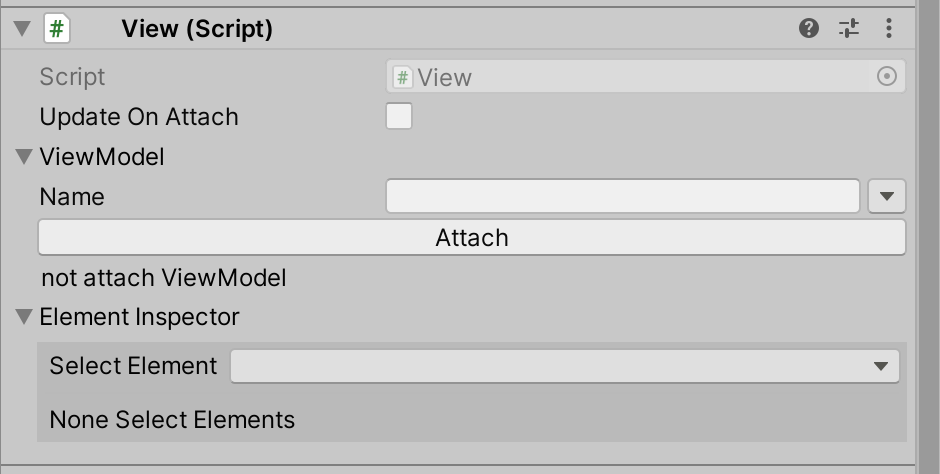 # View (Script)
Script # View
Update On Attach
ViewModel
Name
Attach
not attach ViewModel
Element Inspector
Select Element
None Select Elements